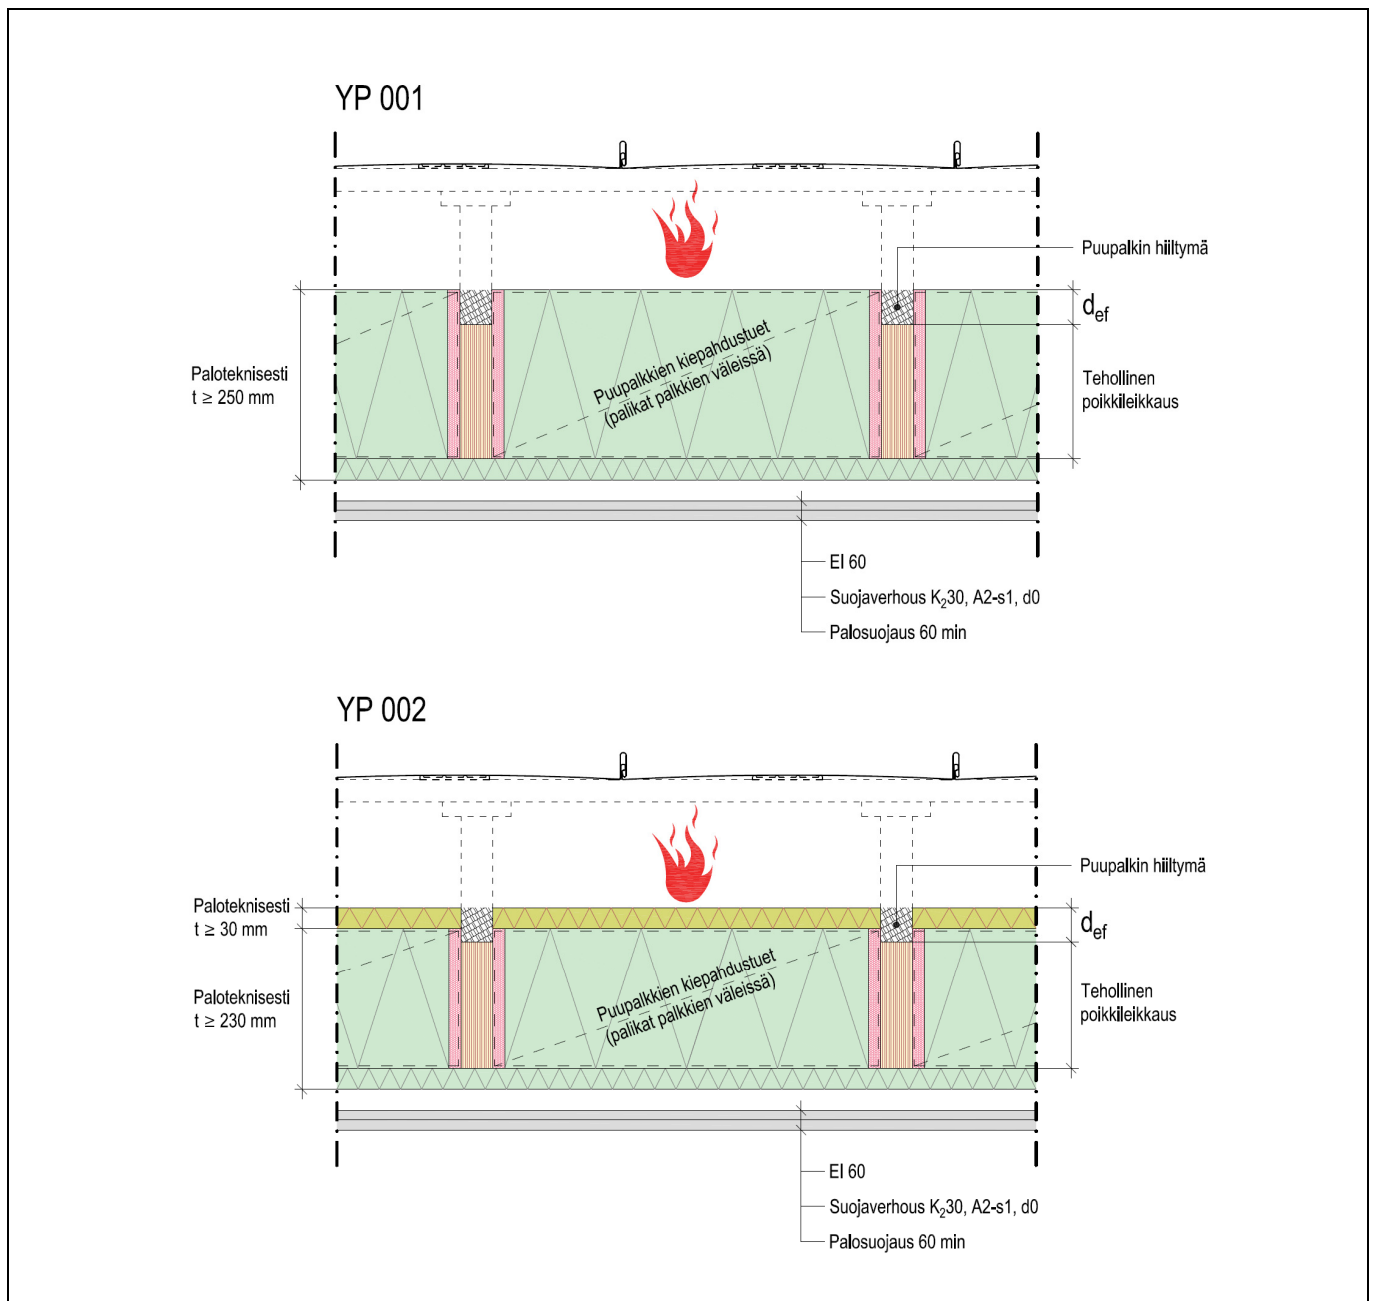 YP 001
Puupalkin hiiltymä
d_ef
Puupalkkien kiepahdustuet
(palikat palkkien väleissä)
Paloteknisesti
t ≥ 250 mm
Tehollinen
poikkileikkaus
EI 60
Suojaverhous K₂30, A2-s1, d0
Palosuojaus 60 min
YP 002
Puupalkin hiiltymä
Paloteknisesti
t ≥ 30 mm
d_ef
Puupalkkien kiepahdustuet
(palikat palkkien väleissä)
Paloteknisesti
t ≥ 230 mm
Tehollinen
poikkileikkaus
EI 60
Suojaverhous K₂30, A2-s1, d0
Palosuojaus 60 min